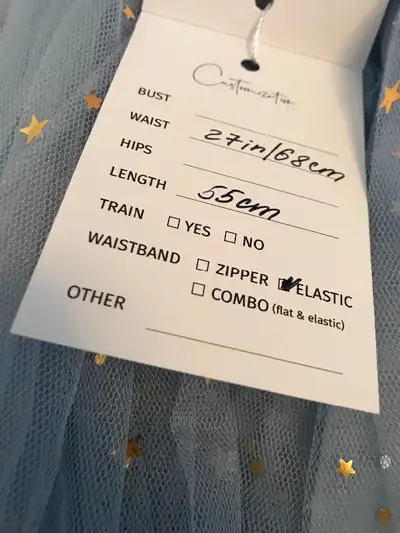 Customization
BUST
WAIST 27in/68cm
HIPS
LENGTH 55cm
TRAIN ☐ YES ☐ NO
WAISTBAND ☐ ZIPPER ☑ ELASTIC
☐ COMBO (flat & elastic)
OTHER